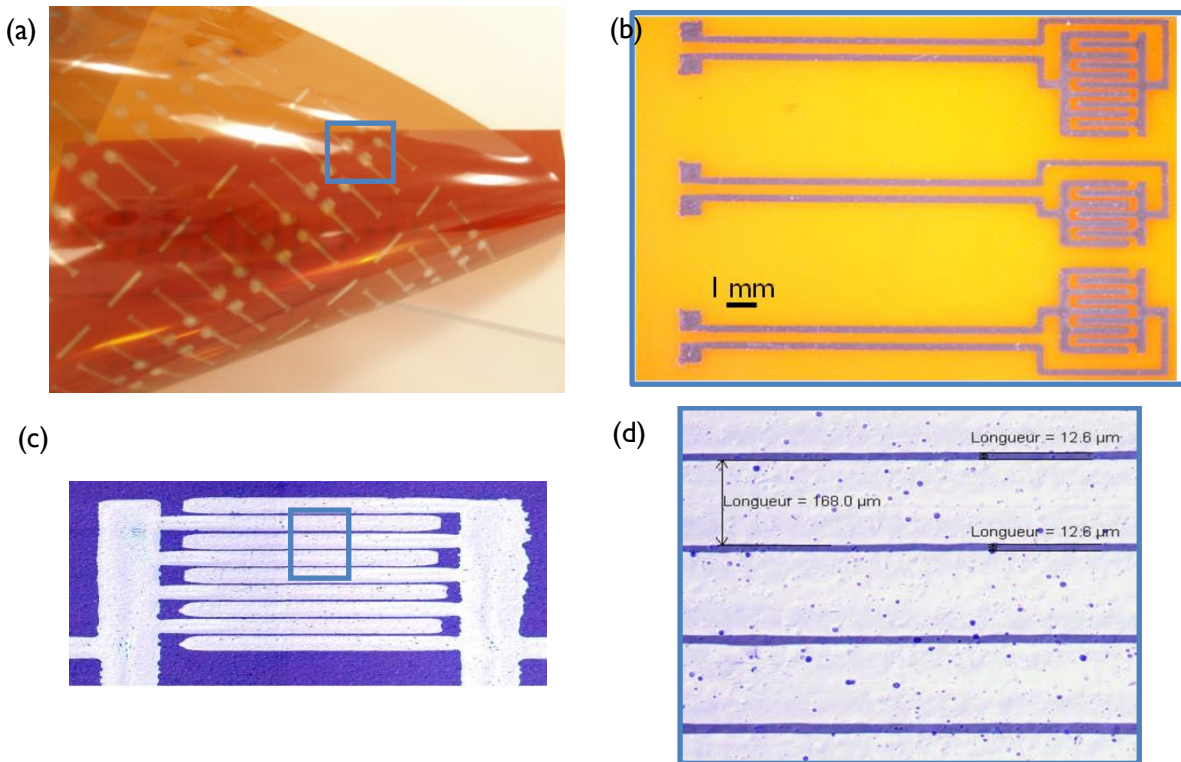 (a)
(b)
1 mm
(c)
(d)
Longueur = 12.6 µm
Longueur = 168.0 µm
Longueur = 12.6 µm